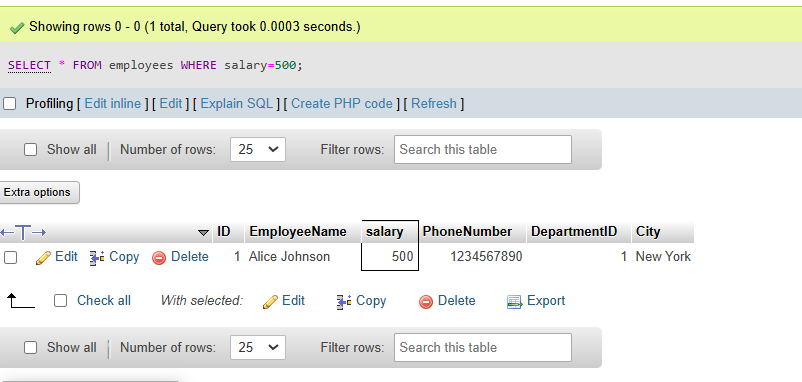 Showing rows 0 - 0 (1 total, Query took 0.0003 seconds.)
SELECT * FROM employees WHERE salary=500;
Profiling [ Edit inline ] [ Edit ] [ Explain SQL ] [ Create PHP code ] [ Refresh ]
Show all Number of rows: 25 Filter rows: Search this table
Extra options
ID EmployeeName salary PhoneNumber DepartmentID City
Edit Copy Delete 1 Alice Johnson 500 1234567890 1 New York
Check all With selected: Edit Copy Delete Export
Show all Number of rows: 25 Filter rows: Search this table